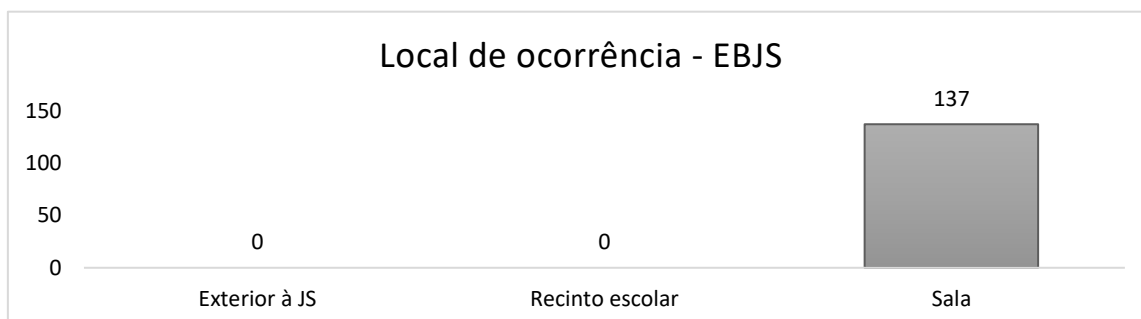 Local de ocorrência - EBJS
150
100
50
0
0
0
137
Exterior à JS
Recinto escolar
Sala